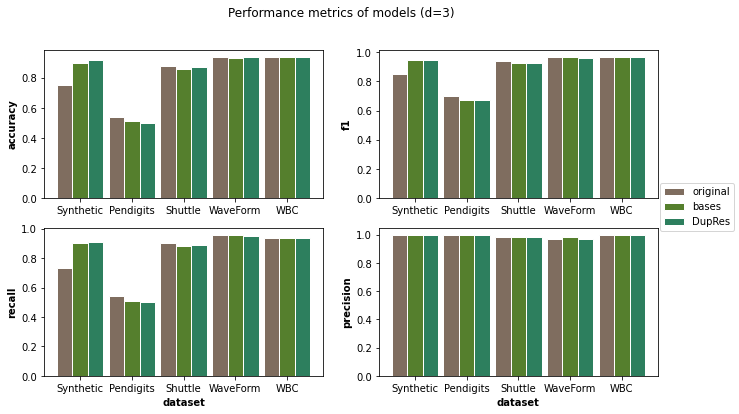 Performance metrics of models (d=3)
accuracy
0.8
0.6
0.4
0.2
0.0
Synthetic Pendigits Shuttle WaveForm WBC
f1
1.0
0.8
0.6
0.4
0.2
0.0
Synthetic Pendigits Shuttle WaveForm WBC
original
bases
DupRes
recall
1.0
0.8
0.6
0.4
0.2
0.0
Synthetic Pendigits Shuttle WaveForm WBC
dataset
precision
1.0
0.8
0.6
0.4
0.2
0.0
Synthetic Pendigits Shuttle WaveForm WBC
dataset